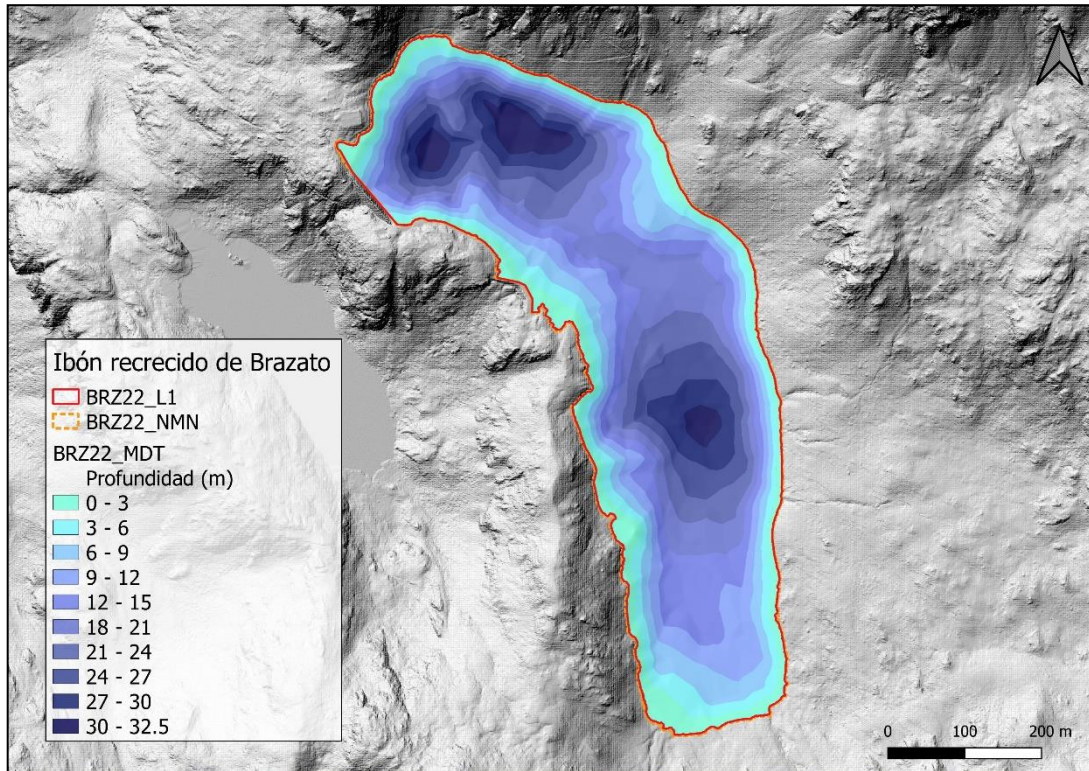 Ibón recrecido de Brazato
BRZ22_L1
BRZ22_NMN
BRZ22_MDT
Profundidad (m)
0 - 3
3 - 6
6 - 9
9 - 12
12 - 15
18 - 21
21 - 24
24 - 27
27 - 30
30 - 32.5
0 100 200 m